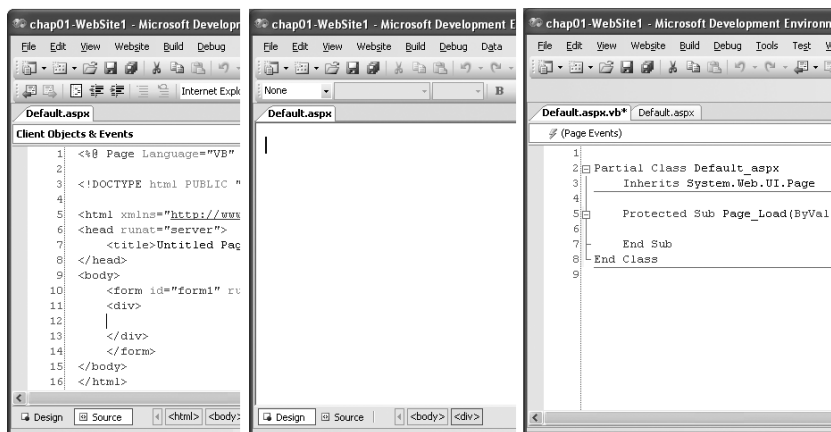 chap01-WebSite1 - Microsoft Develop
File Edit View Website Build Debug
Internet Expl
Default.aspx
Client Objects & Events
1 <%@ Page Language="VB"
2
3 <!DOCTYPE html PUBLIC "
4
5 <html xmlns="http://www
6 <head runat="server">
7 <title>Untitled Pag
8 </head>
9 <body>
10 <form id="form1" ru
11 <div>
12
13 </div>
14 </form>
15 </body>
16 </html>
Design Source <html> <body>
chap01-WebSite1 - Microsoft Development E
File Edit View Website Build Debug Data
None B
Default.aspx
Design Source <body> <div>
chap01-WebSite1 - Microsoft Development Environm
File Edit View Website Build Debug Tools Test
Default.aspx.vb* Default.aspx
(Page Events)
1
2 Partial Class Default_aspx
3 Inherits System.Web.UI.Page
4
5 Protected Sub Page_Load(ByVal
6
7 End Sub
8 End Class
9